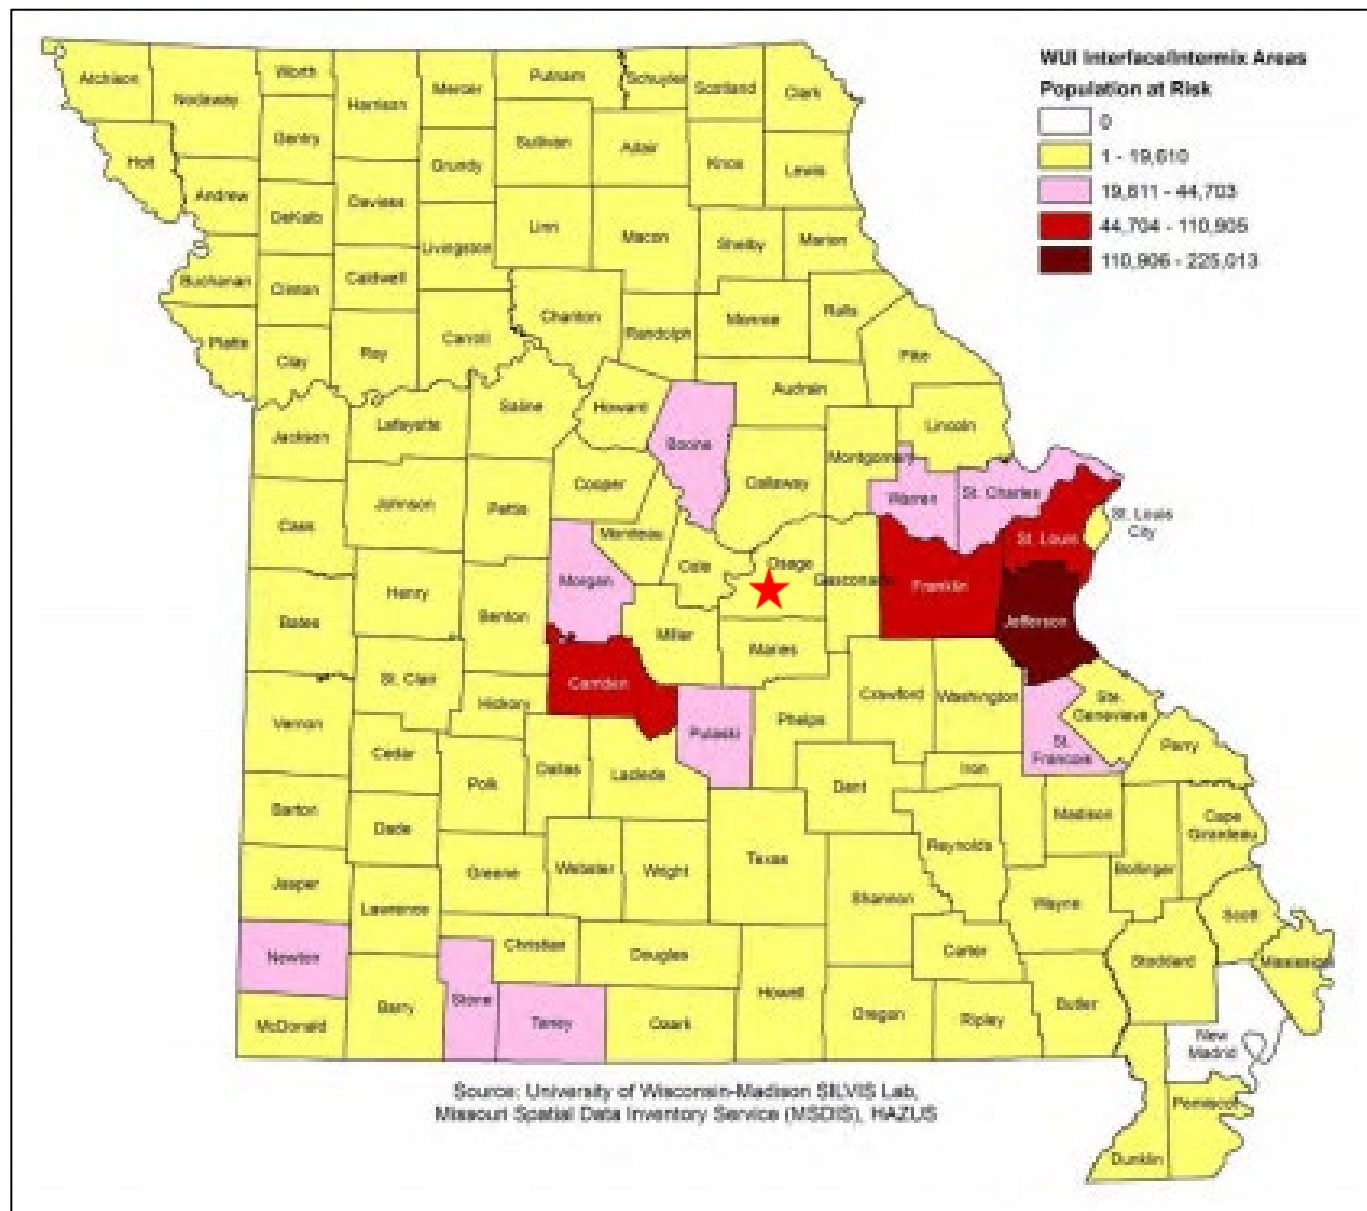 WUI Interface/Intermix Areas
Population at Risk
0
1 - 19,610
19,611 - 44,703
44,704 - 110,905
110,906 - 225,013
Atchison
Nodaway
Worth
Harrison
Mercer
Putnam
Schuyler
Scotland
Clark
Gentry
Sullivan
Adair
Knox
Lewis
Holt
Andrew
DeKalb
Daviess
Grundy
Linn
Macon
Shelby
Marion
Livingston
Buchanan
Clinton
Caldwell
Chariton
Randolph
Monroe
Ralls
Pike
Platte
Clay
Ray
Carroll
Audrain
Jackson
Lafayette
Saline
Howard
Boone
Lincoln
Montgomery
Callaway
Warren
St. Charles
St. Louis
City
St. Louis
Cass
Johnson
Pettis
Cooper
Moniteau
Cole
Osage
Gasconade
Franklin
Jefferson
Morgan
Bates
Henry
Benton
Miller
Maries
St. Clair
Camden
Hickory
Pulaski
Phelps
Crawford
Washington
Ste.
Genevieve
St.
Francois
Perry
Vernon
Cedar
Polk
Dallas
Laclede
Dent
Iron
Madison
Cape
Girardeau
Barton
Dade
Greene
Webster
Wright
Texas
Reynolds
Bollinger
Jasper
Lawrence
Shannon
Wayne
Scott
Newton
Christian
Douglas
Carter
Stoddard
Mississippi
McDonald
Barry
Stone
Taney
Ozark
Howell
Oregon
Ripley
Butler
New
Madrid
Pemiscot
Dunklin
Source: University of Wisconsin-Madison SILVIS Lab,
Missouri Spatial Data Inventory Service (MSDIS), HAZUS